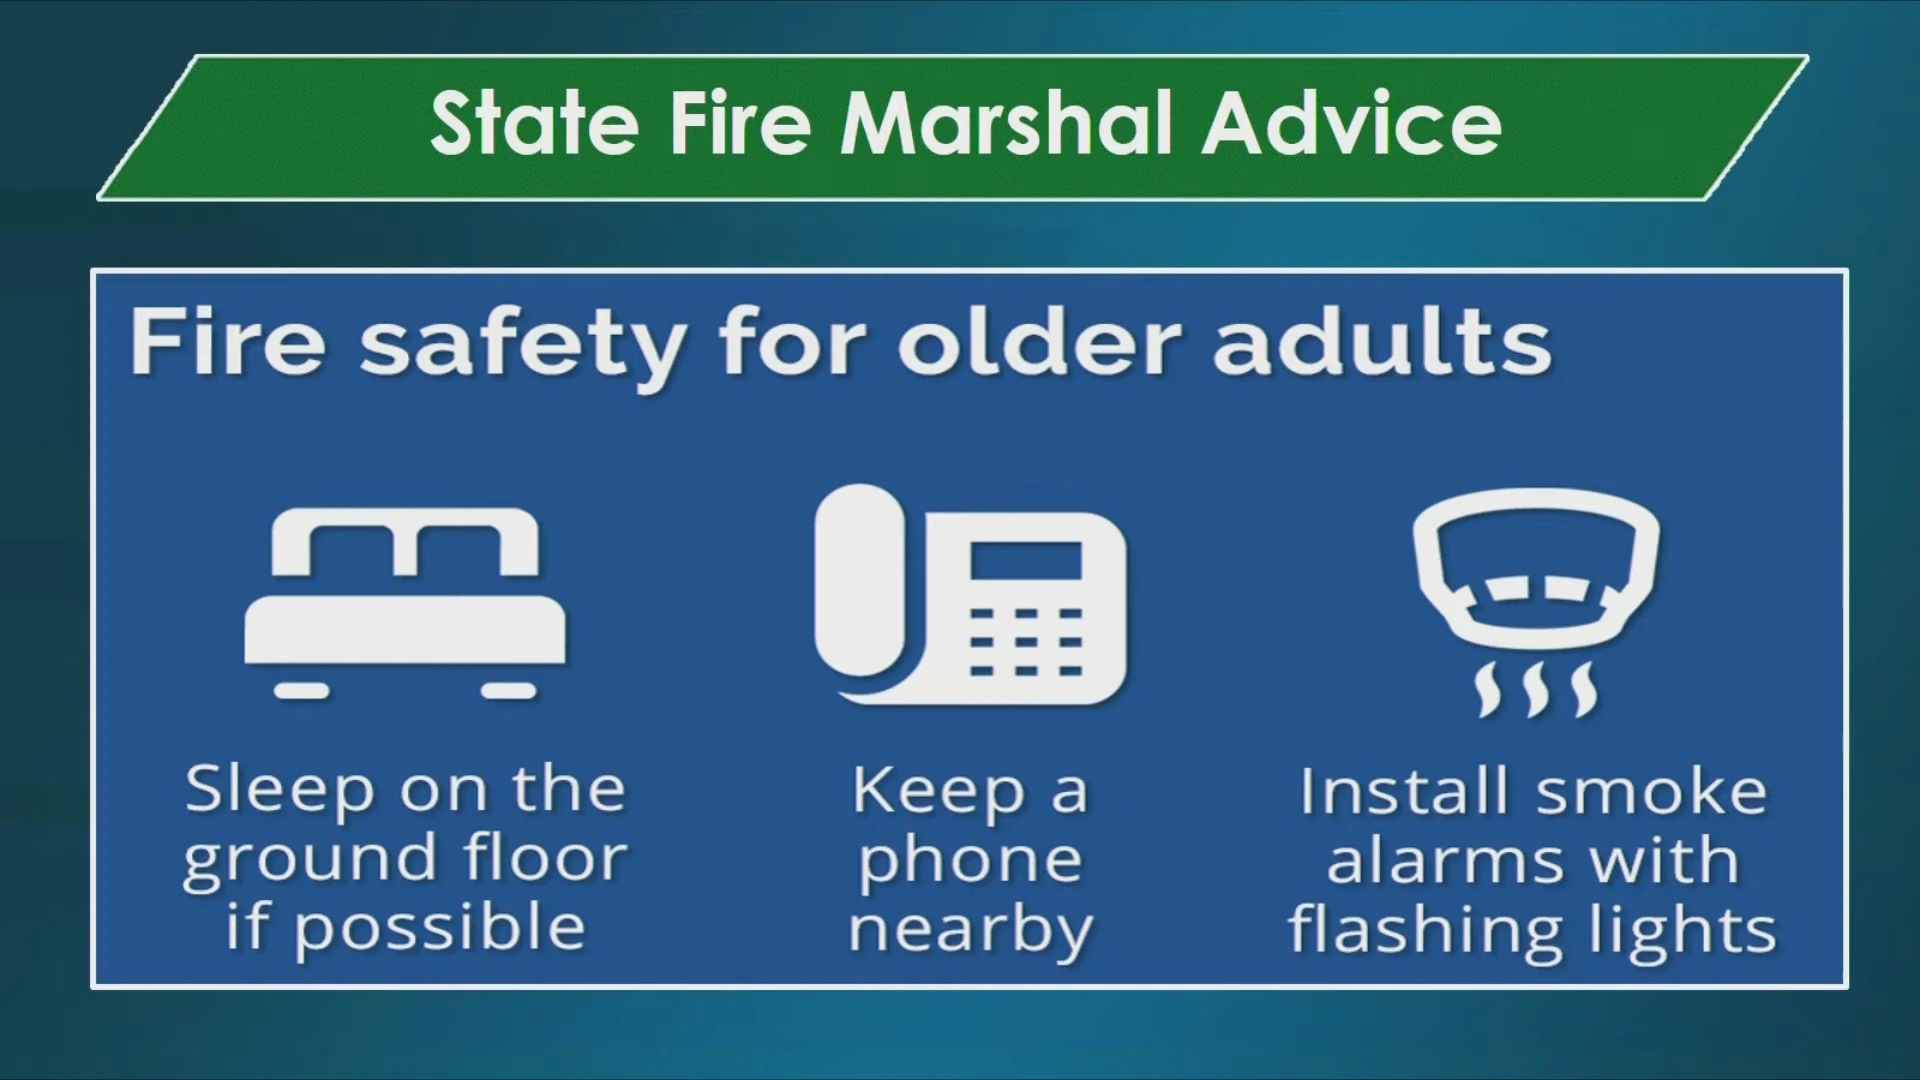 State Fire Marshal Advice
Fire safety for older adults
Sleep on the
ground floor
if possible
Keep a
phone
nearby
Install smoke
alarms with
flashing lights